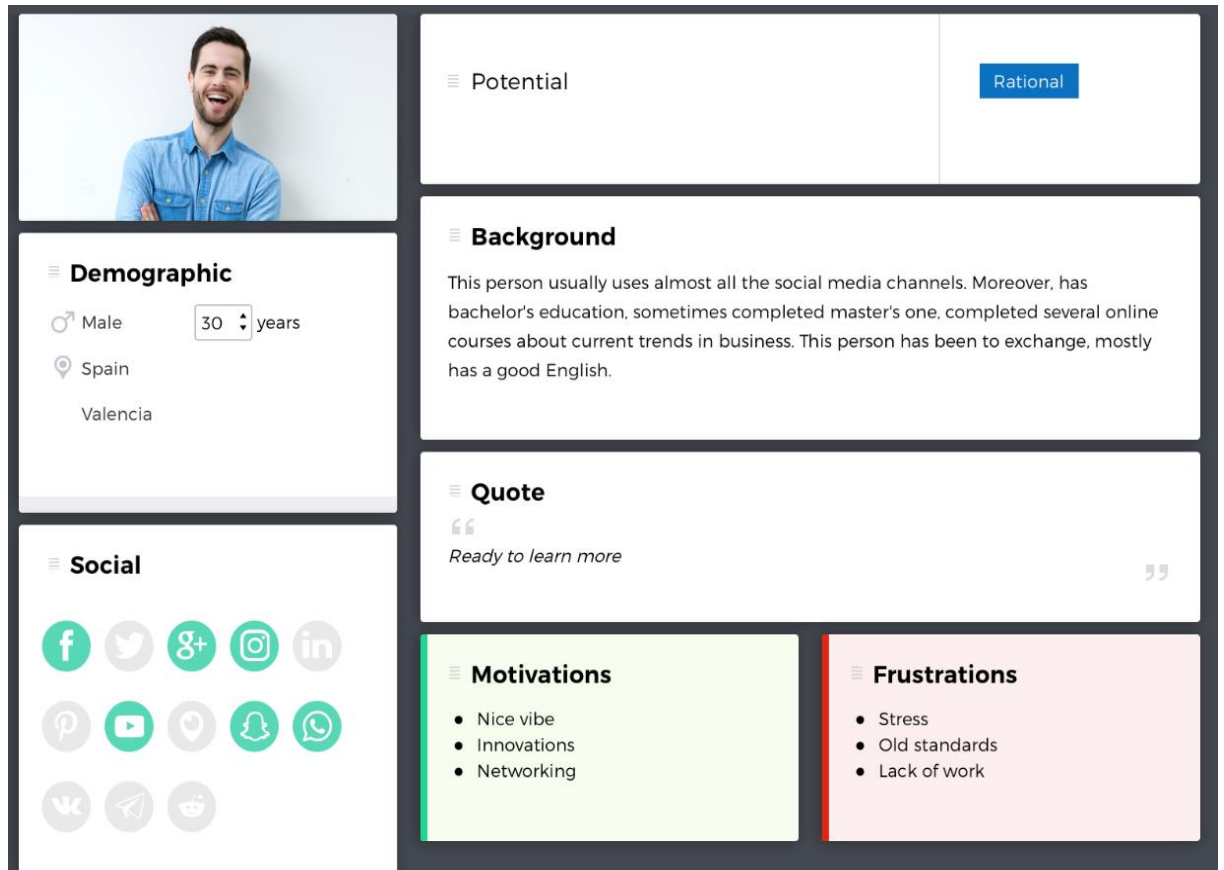 Potential
Rational
Demographic
Male 30 years
Spain
Valencia
Social
Background
This person usually uses almost all the social media channels. Moreover, has
bachelor's education, sometimes completed master's one, completed several online
courses about current trends in business. This person has been to exchange, mostly
has a good English.
Quote
“
Ready to learn more
”
Motivations
● Nice vibe
● Innovations
● Networking
Frustrations
● Stress
● Old standards
● Lack of work